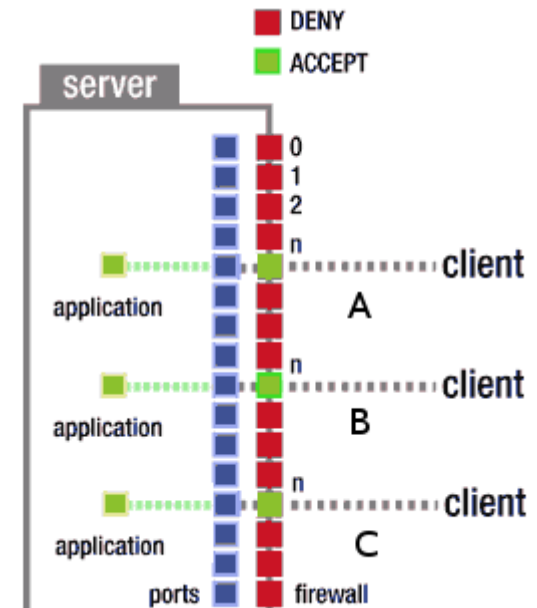 DENY
ACCEPT
server
0
1
2
n
client
application
A
n
client
application
B
n
client
application
C
ports
firewall